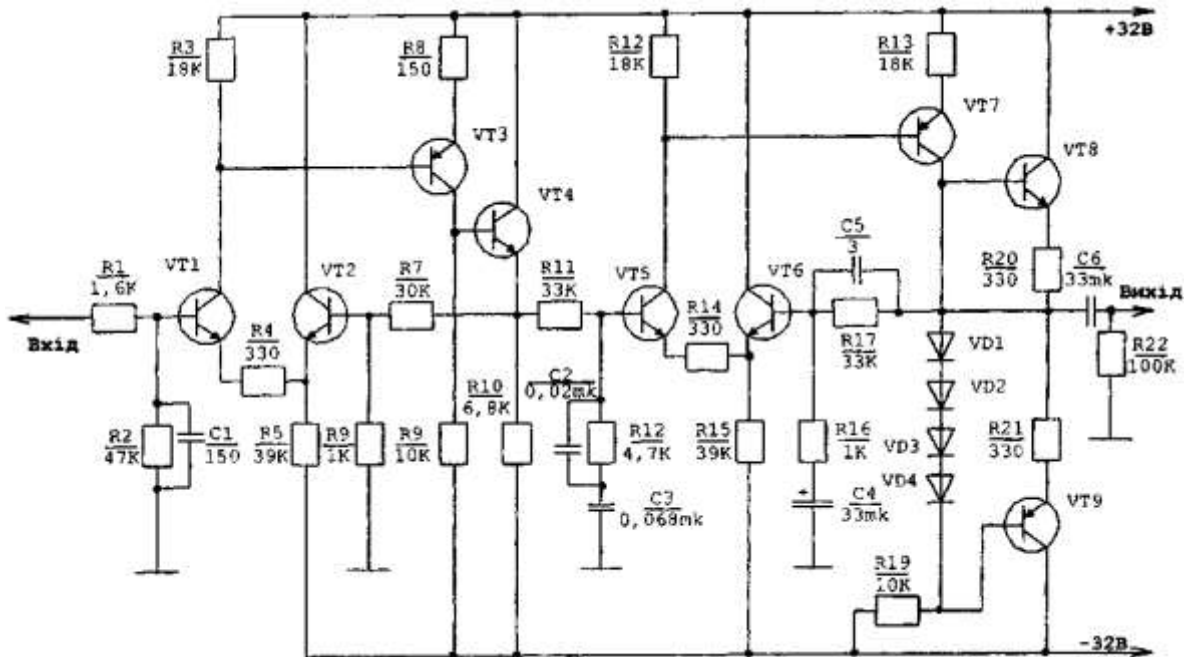 +32В
R3
18K
R8
150
R12
18K
R13
18K
VT7
VT3
VT8
VT4
C5
3
R1
1,6K
VT1
VT2
R7
30K
R11
33K
VT5
R14
330
VT6
R20
330
C6
33mk
Вихід
Вхід
R4
330
R17
33K
VD1
R22
100K
C2
0,02mk
VD2
R10
6,8K
R2
47K
C1
150
R5
39K
R9
1K
R9
10K
R12
4,7K
R15
39K
R16
1K
VD3
R21
330
VD4
C3
0,068mk
+
C4
33mk
VT9
R19
10K
-32В